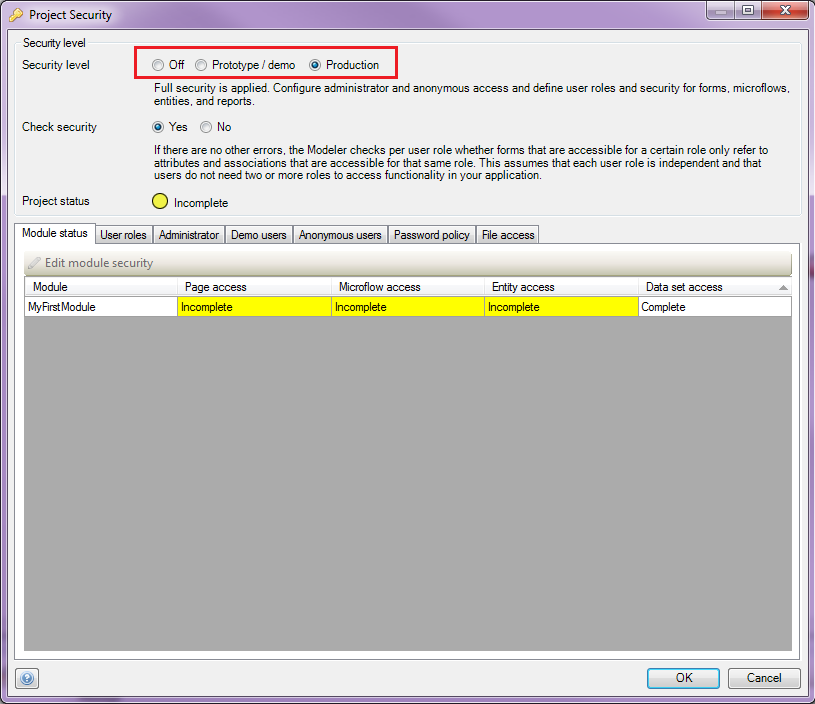 Project Security
Security level
Security level
Off Prototype / demo Production
Full security is applied. Configure administrator and anonymous access and define user roles and security for forms, microflows,
entities, and reports.
Check security
Yes No
If there are no other errors, the Modeler checks per user role whether forms that are accessible for a certain role only refer to
attributes and associations that are accessible for that same role. This assumes that each user role is independent and that
users do not need two or more roles to access functionality in your application.
Project status
Incomplete
Module status User roles Administrator Demo users Anonymous users Password policy File access
Edit module security
Module Page access Microflow access Entity access Data set access
MyFirstModule Incomplete Incomplete Incomplete Complete
? OK Cancel